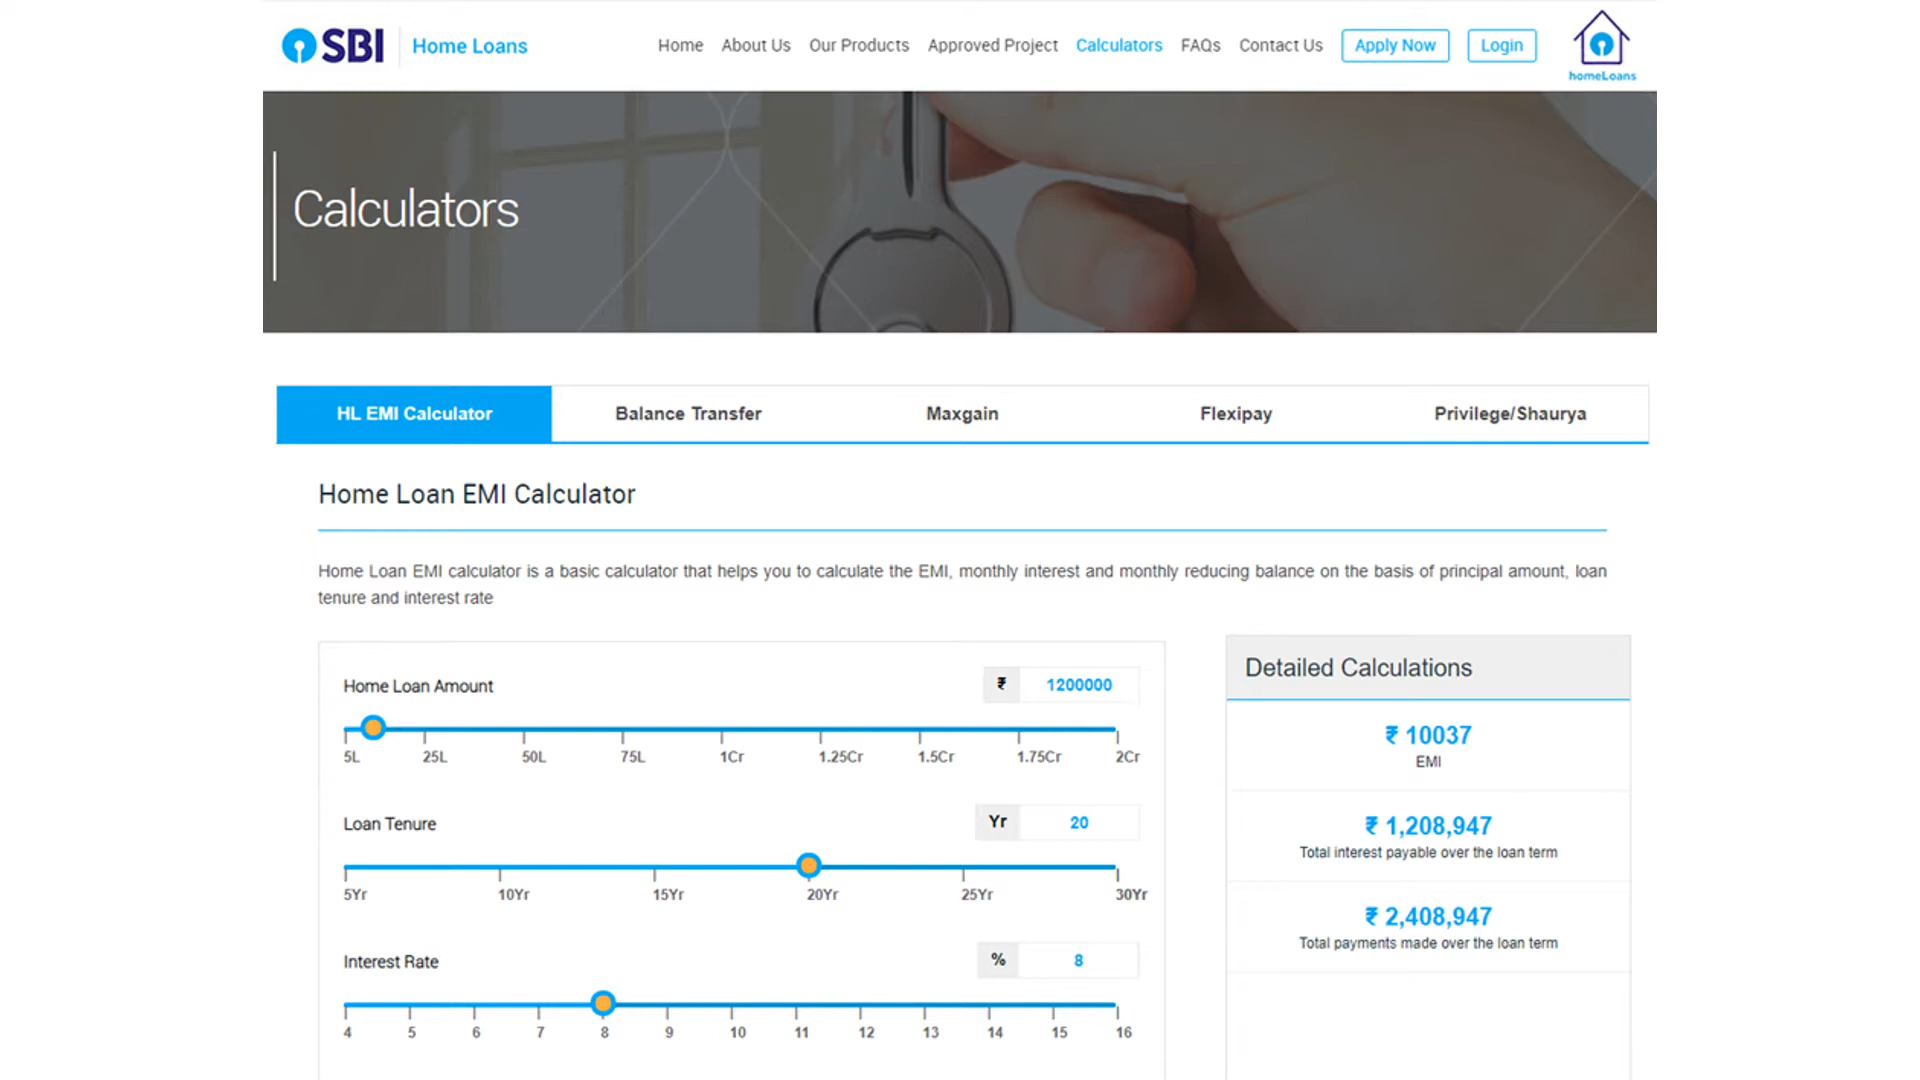 SBI Home Loans
Home About Us Our Products Approved Project Calculators FAQs Contact Us Apply Now Login
homeLoans
Calculators
HL EMI Calculator Balance Transfer Maxgain Flexipay Privilege/Shaurya
Home Loan EMI Calculator
Home Loan EMI calculator is a basic calculator that helps you to calculate the EMI, monthly interest and monthly reducing balance on the basis of principal amount, loan
tenure and interest rate
Home Loan Amount ₹ 1200000
5L 25L 50L 75L 1Cr 1.25Cr 1.5Cr 1.75Cr 2Cr
Loan Tenure Yr 20
5Yr 10Yr 15Yr 20Yr 25Yr 30Yr
Interest Rate % 8
4 5 6 7 8 9 10 11 12 13 14 15 16
Detailed Calculations
₹ 10037
EMI
₹ 1,208,947
Total interest payable over the loan term
₹ 2,408,947
Total payments made over the loan term